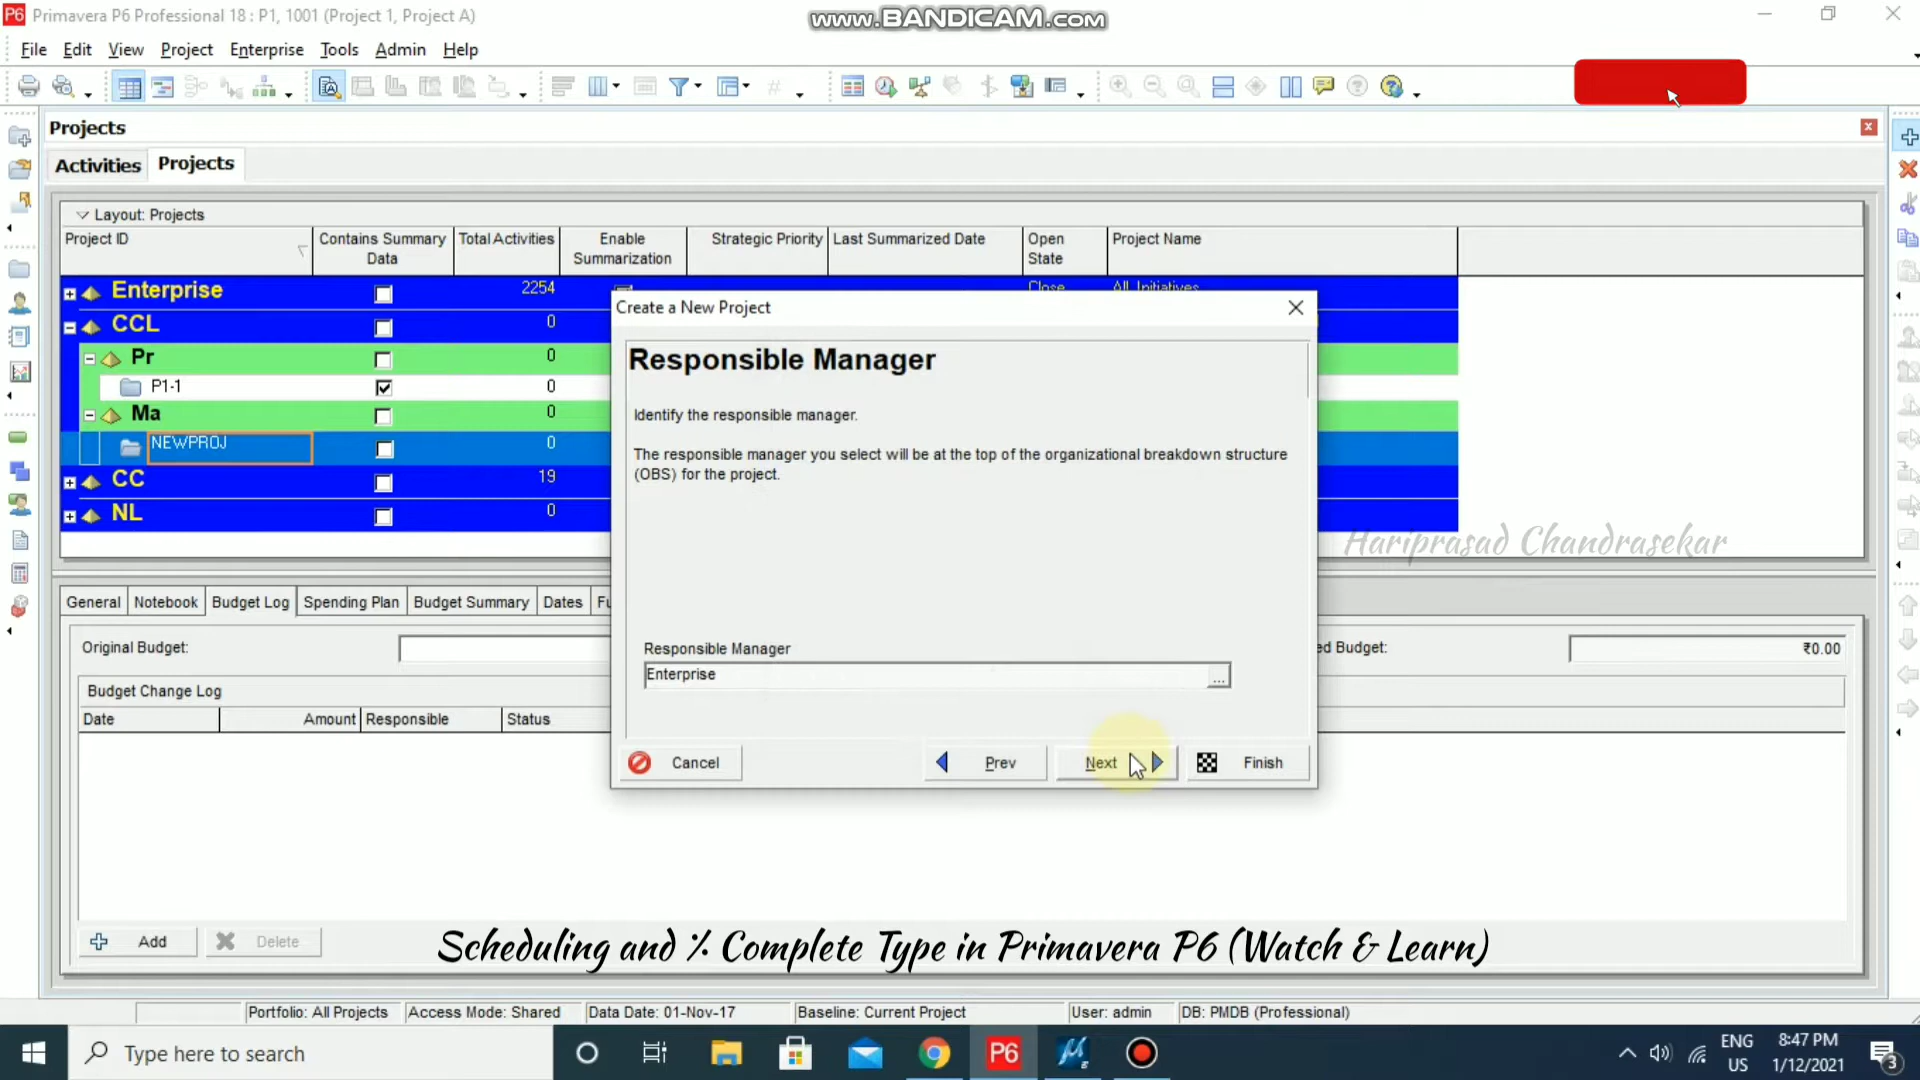 Primavera P6 Professional 18 : P1, 1001 (Project 1, Project A)
www.BANDICAM.com
File Edit View Project Enterprise Tools Admin Help
Projects
Activities Projects
Layout: Projects
Project ID Contains Summary Data Total Activities Enable Summarization Strategic Priority Last Summarized Date Open State Project Name
Enterprise 2254 Close All Initiatives
CCL 0
Pr 0
P1-1 0
Ma 0
NEWPROJ 0
CC 19
NL 0
Create a New Project
Responsible Manager
Identify the responsible manager.
The responsible manager you select will be at the top of the organizational breakdown structure
(OBS) for the project.
Responsible Manager
Enterprise ...
Cancel Prev Next Finish
Hariprasad Chandrasekar
General Notebook Budget Log Spending Plan Budget Summary Dates Fu
Original Budget: ed Budget: ₹0.00
Budget Change Log
Date Amount Responsible Status
Add Delete
Scheduling and % Complete Type in Primavera P6 (Watch & Learn)
Portfolio: All Projects Access Mode: Shared Data Date: 01-Nov-17 Baseline: Current Project User: admin DB: PMDB (Professional)
Type here to search
P6
ENG
US
8:47 PM
1/12/2021
3